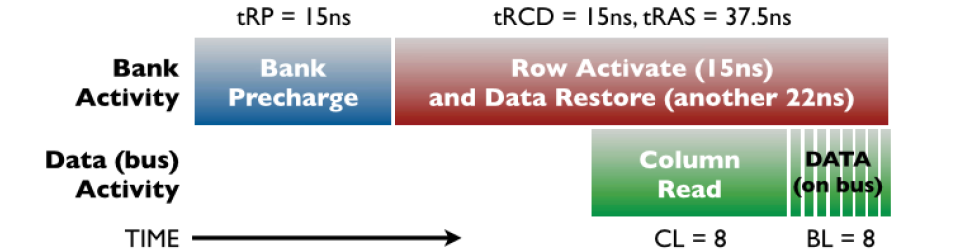 tRP = 15ns
tRCD = 15ns, tRAS = 37.5ns
Bank
Activity
Bank
Precharge
Row Activate (15ns)
and Data Restore (another 22ns)
Data (bus)
Activity
Column
Read
DATA
(on bus)
TIME
CL = 8
BL = 8